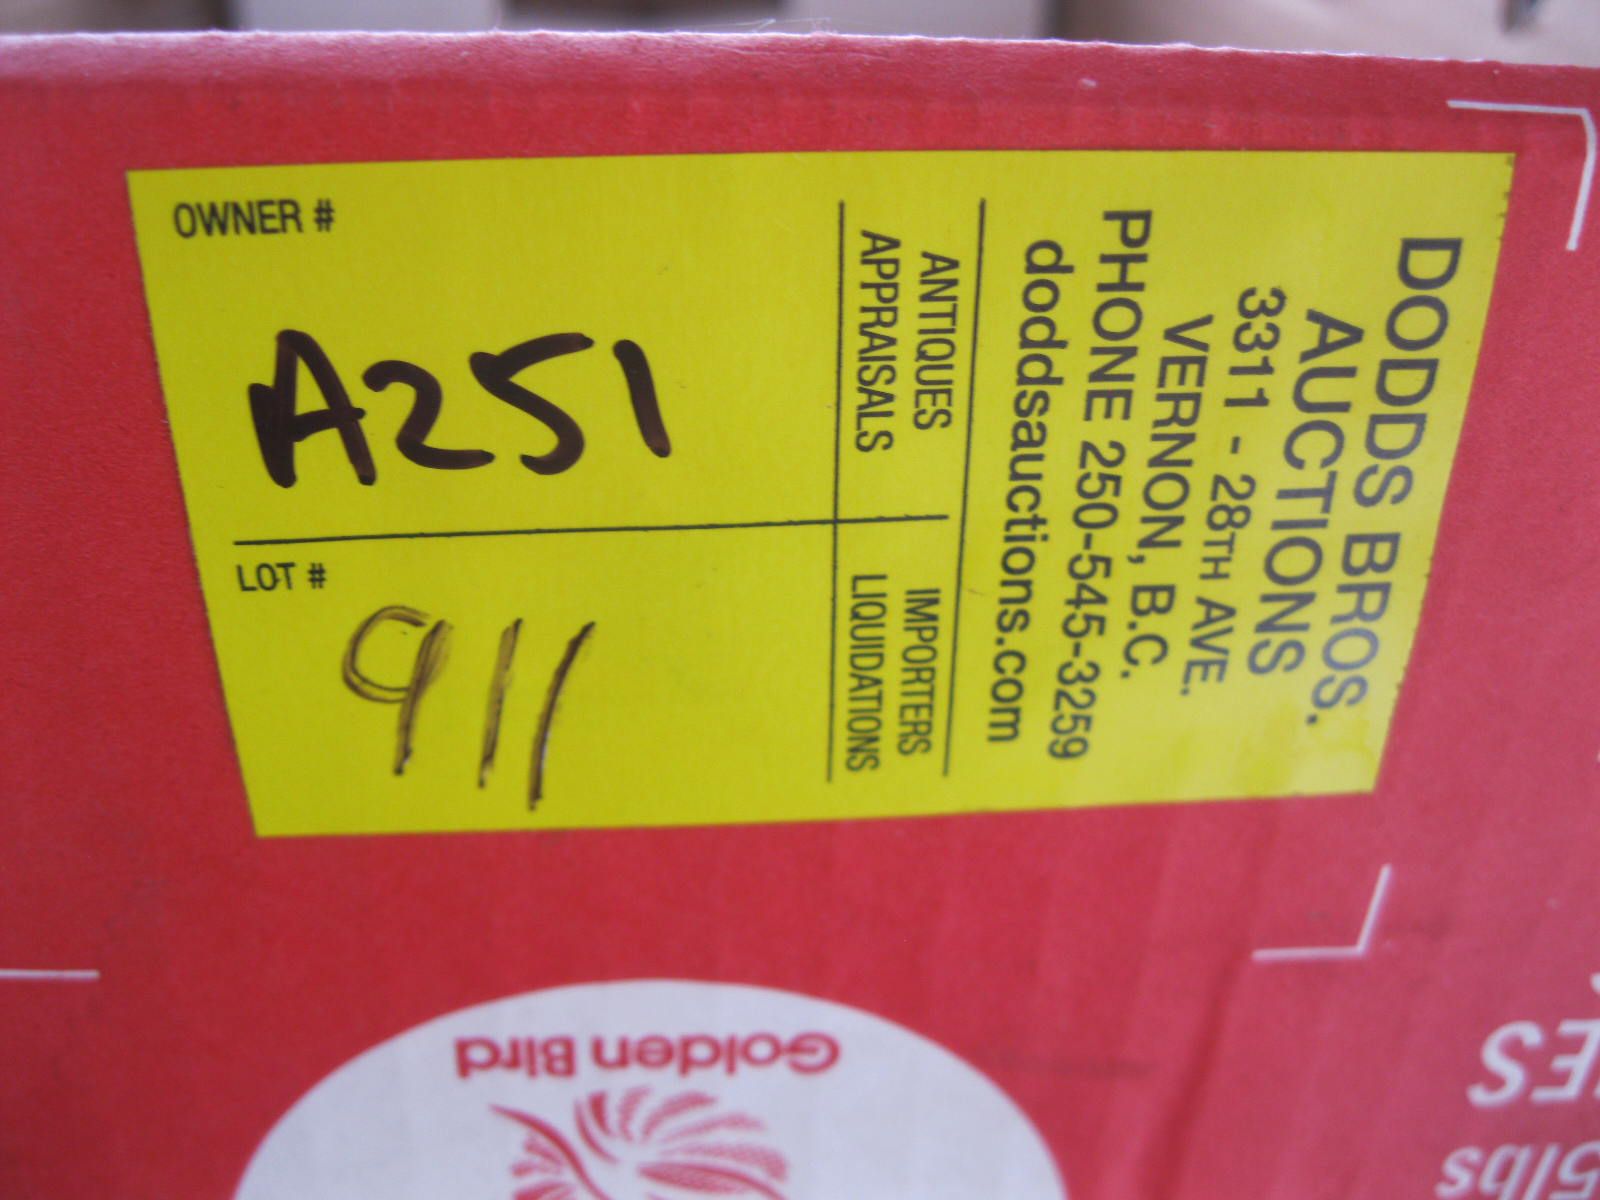 OWNER #
A251
LOT #
911
ANTIQUES
APPRAISALS
IMPORTERS
LIQUIDATIONS
DODDS BROS.
AUCTIONS
3311 - 28TH AVE.
VERNON, B.C.
PHONE 250-545-3259
doddsauctions.com
Golden Bird